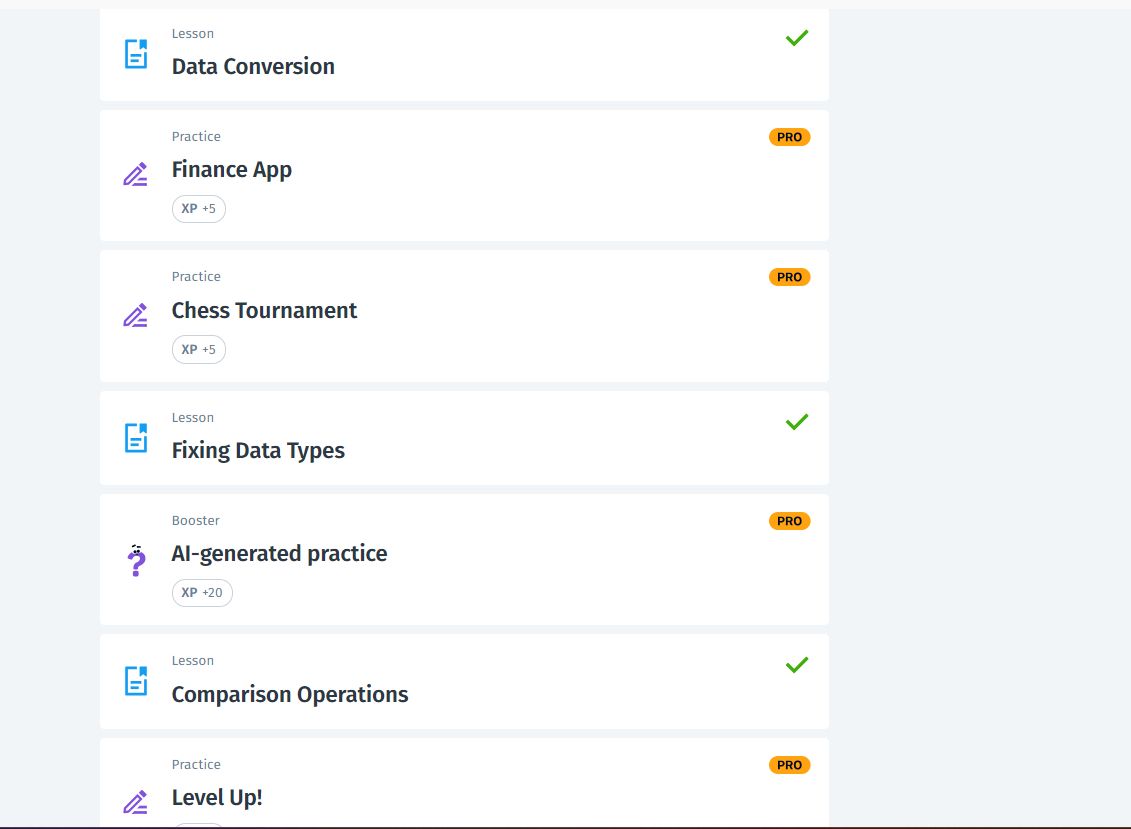 Lesson
Data Conversion
Practice
PRO
Finance App
XP +5
Practice
PRO
Chess Tournament
XP +5
Lesson
Fixing Data Types
Booster
PRO
AI-generated practice
XP +20
Lesson
Comparison Operations
Practice
PRO
Level Up!